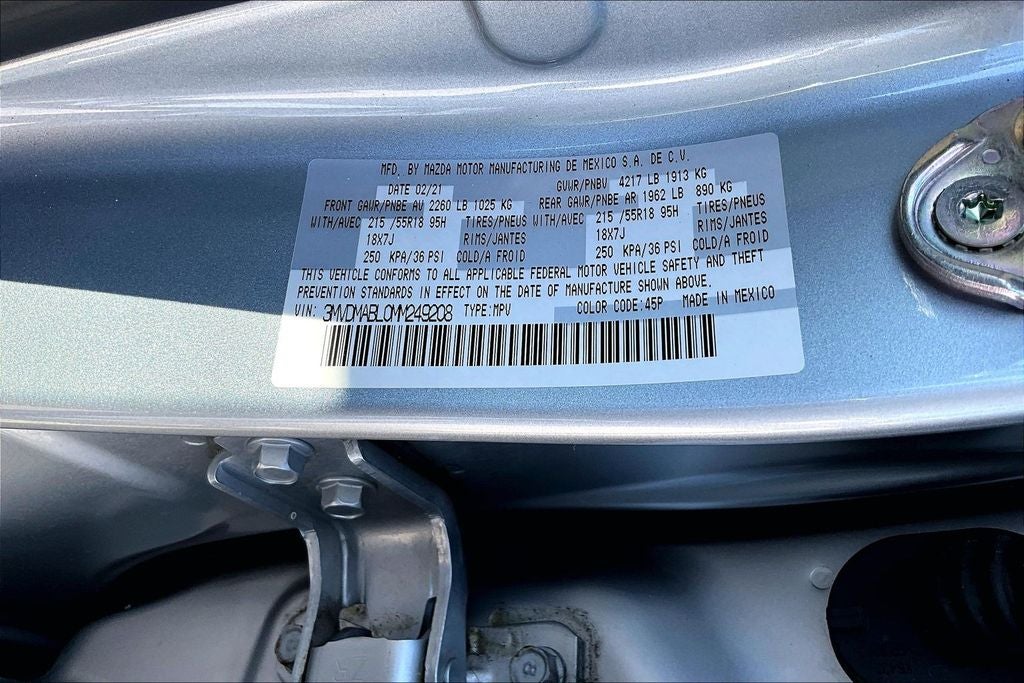 MFD. BY MAZDA MOTOR MANUFACTURING DE MEXICO S.A. DE C.V.
DATE 02/21 GVWR/PNBV 4217 LB 1913 KG
FRONT GAWR/PNBE AV 2260 LB 1025 KG REAR GAWR/PNBE AR 1962 LB 890 KG
WITH/AVEC 215 /55R18 95H TIRES/PNEUS WITH/AVEC 215 /55R18 95H TIRES/PNEUS
18X7J RIMS/JANTES 18X7J RIMS/JANTES
250 KPA/36 PSI COLD/A FROID 250 KPA/36 PSI COLD/A FROID
THIS VEHICLE CONFORMS TO ALL APPLICABLE FEDERAL MOTOR VEHICLE SAFETY AND THEFT
PREVENTION STANDARDS IN EFFECT ON THE DATE OF MANUFACTURE SHOWN ABOVE.
VIN: 3MVDMABL0MM249208 TYPE:MPV COLOR CODE:45P MADE IN MEXICO